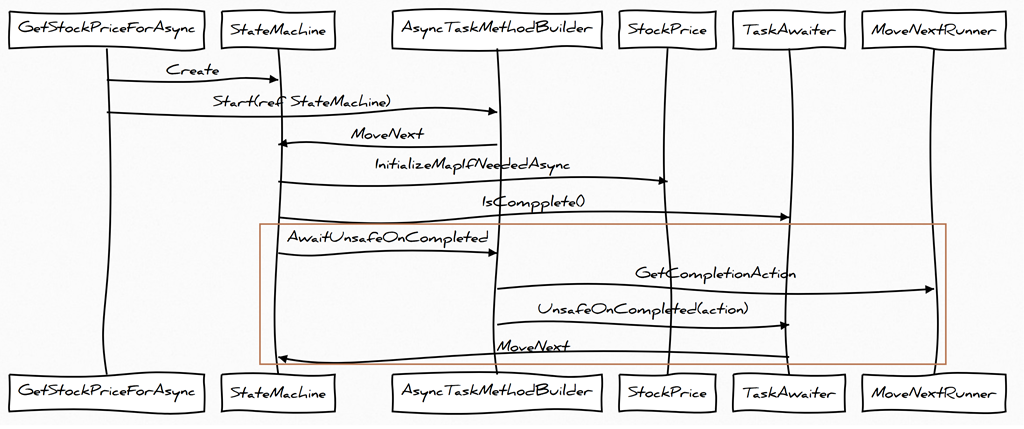 GetStockPriceForAsync StateMachine AsyncTaskMethodBuilder StockPrice TaskAwaiter MoveNextRunner
Create
Start(ref StateMachine)
MoveNext
InitializeMapIfNeededAsync
IsCompplete()
AwaitUnsafeOnCompleted
GetCompletionAction
UnsafeOnCompleted(action)
MoveNext
GetStockPriceForAsync StateMachine AsyncTaskMethodBuilder StockPrice TaskAwaiter MoveNextRunner